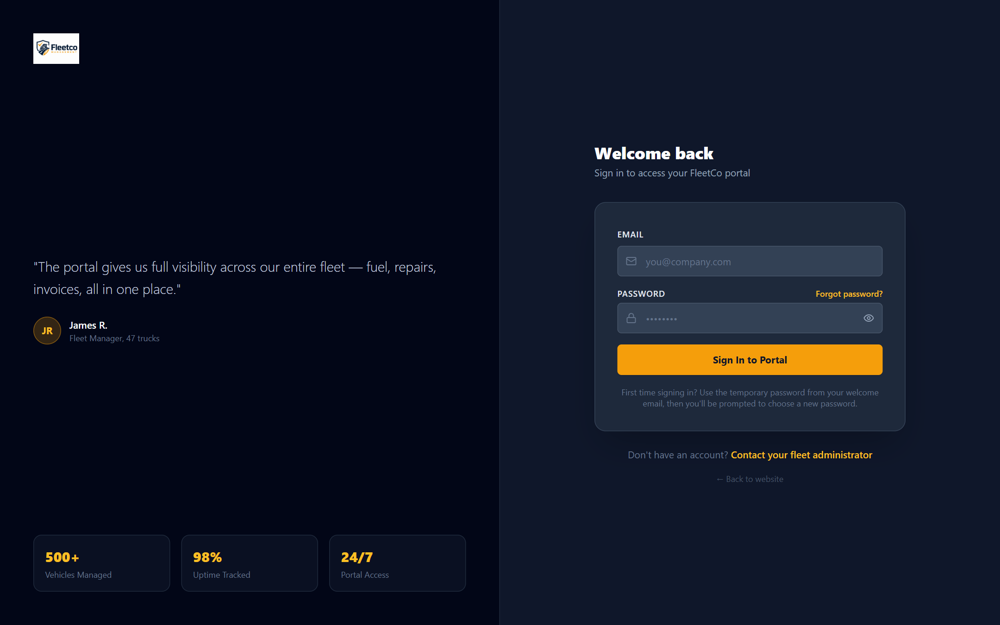 Fleetco
MANAGEMENT
"The portal gives us full visibility across our entire fleet — fuel, repairs,
invoices, all in one place."
JR
James R.
Fleet Manager, 47 trucks
500+
Vehicles Managed
98%
Uptime Tracked
24/7
Portal Access
Welcome back
Sign in to access your FleetCo portal
EMAIL
you@company.com
PASSWORD
Forgot password?
••••••••
Sign In to Portal
First time signing in? Use the temporary password from your welcome
email, then you'll be prompted to choose a new password.
Don't have an account? Contact your fleet administrator
← Back to website